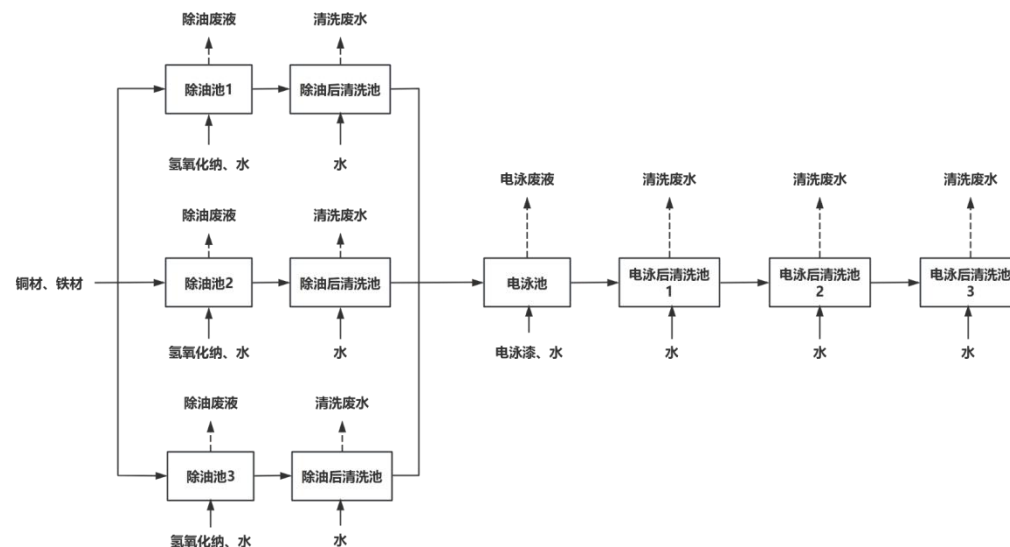 除油废液
清洗废水
除油池1
除油后清洗池
氢氧化纳、水
水
除油废液
清洗废水
电泳废液
清洗废水
清洗废水
清洗废水
铜材、铁材
除油池2
除油后清洗池
电泳池
电泳后清洗池
1
电泳后清洗池
2
电泳后清洗池
3
氢氧化纳、水
水
电泳漆、水
水
水
水
除油废液
清洗废水
除油池3
除油后清洗池
氢氧化纳、水
水